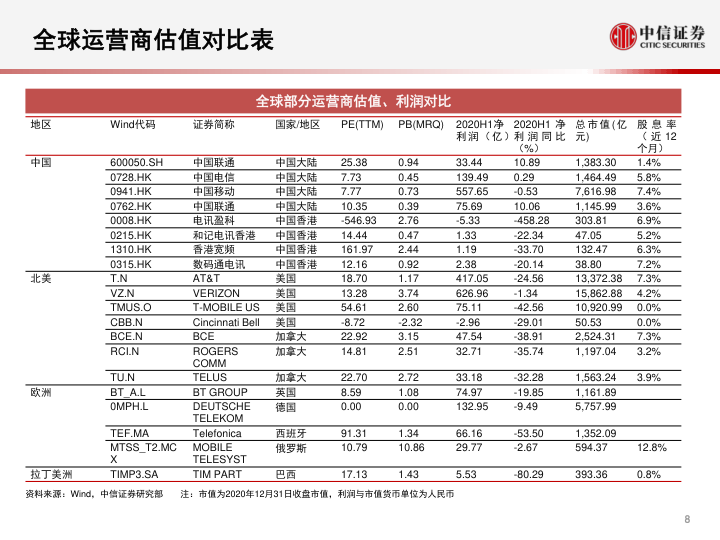 全球运营商估值对比表
中信证券
CITIC SECURITIES
全球部分运营商估值、利润对比
地区 Wind代码 证券简称 国家/地区 PE(TTM) PB(MRQ) 2020H1净利润（亿） 2020H1 净利润同比（%） 总市值(亿元) 股息率（近12个月）
中国 600050.SH 中国联通 中国大陆 25.38 0.94 33.44 10.89 1,383.30 1.4%
0728.HK 中国电信 中国大陆 7.73 0.45 139.49 0.29 1,464.49 5.8%
0941.HK 中国移动 中国大陆 7.77 0.73 557.65 -0.53 7,616.98 7.4%
0762.HK 中国联通 中国大陆 10.35 0.39 75.69 10.06 1,145.99 3.6%
0008.HK 电讯盈科 中国香港 -546.93 2.76 -5.33 -458.28 303.81 6.9%
0215.HK 和记电讯香港 中国香港 14.44 0.47 1.33 -22.34 47.05 5.2%
1310.HK 香港宽频 中国香港 161.97 2.44 1.19 -33.70 132.47 6.3%
0315.HK 数码通电讯 中国香港 12.16 0.92 2.38 -20.14 38.80 7.2%
北美 T.N AT&T 美国 18.70 1.17 417.05 -24.56 13,372.38 7.3%
VZ.N VERIZON 美国 13.28 3.74 626.96 -1.34 15,862.88 4.2%
TMUS.O T-MOBILE US 美国 54.61 2.60 75.11 -42.56 10,920.99 0.0%
CBB.N Cincinnati Bell 美国 -8.72 -2.32 -2.96 -29.01 50.53 0.0%
BCE.N BCE 加拿大 22.92 3.15 47.54 -38.91 2,524.31 7.3%
RCI.N ROGERS COMM 加拿大 14.81 2.51 32.71 -35.74 1,197.04 3.2%
TU.N TELUS 加拿大 22.70 2.72 33.18 -32.28 1,563.24 3.9%
欧洲 BT_A.L BT GROUP 英国 8.59 1.08 74.97 -19.85 1,161.89
0MPH.L DEUTSCHE TELEKOM 德国 0.00 0.00 132.95 -9.49 5,757.99
TEF.MA Telefonica 西班牙 91.31 1.34 66.16 -53.50 1,352.09
MTSS_T2.MCX MOBILE TELESYST 俄罗斯 10.79 10.86 29.77 -2.67 594.37 12.8%
拉丁美洲 TIMP3.SA TIM PART 巴西 17.13 1.43 5.53 -80.29 393.36 0.8%
资料来源：Wind，中信证券研究部 注：市值为2020年12月31日收盘市值，利润与市值货币单位为人民币
8